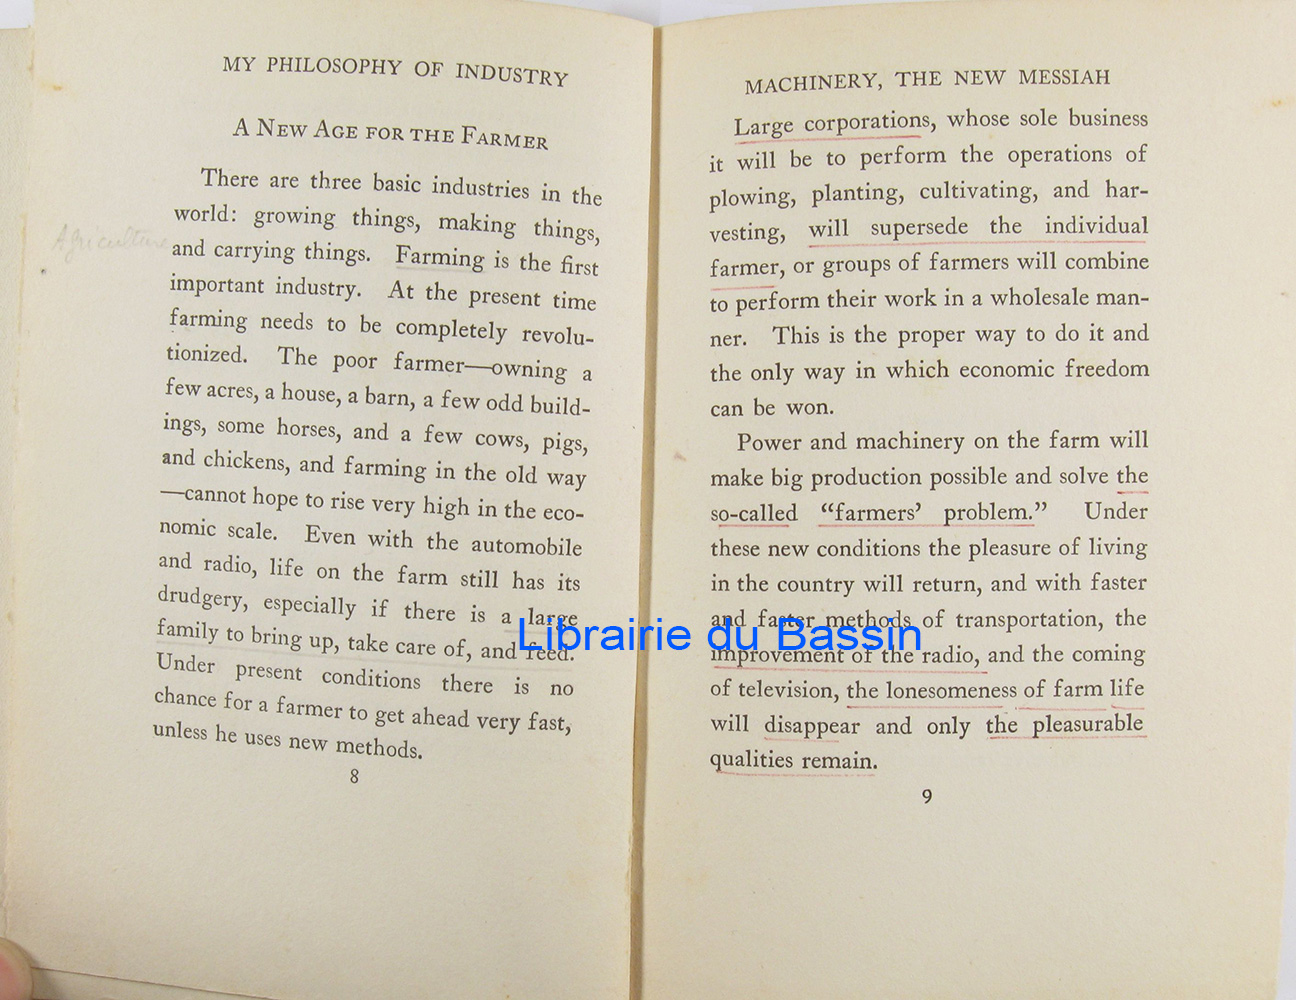 MY PHILOSOPHY OF INDUSTRY
A NEW AGE FOR THE FARMER
There are three basic industries in the
world: growing things, making things,
Agriculture
and carrying things. Farming is the first
important industry. At the present time
farming needs to be completely revolu-
tionized. The poor farmer—owning a
few acres, a house, a barn, a few odd build-
ings, some horses, and a few cows, pigs,
and chickens, and farming in the old way
—cannot hope to rise very high in the eco-
nomic scale. Even with the automobile
and radio, life on the farm still has its
drudgery, especially if there is a large
family to bring up, take care of, and feed.
Under present conditions there is no
chance for a farmer to get ahead very fast,
unless he uses new methods.
8
MACHINERY, THE NEW MESSIAH
Large corporations, whose sole business
it will be to perform the operations of
plowing, planting, cultivating, and har-
vesting, will supersede the individual
farmer, or groups of farmers will combine
to perform their work in a wholesale man-
ner. This is the proper way to do it and
the only way in which economic freedom
can be won.
Power and machinery on the farm will
make big production possible and solve the
so-called "farmers' problem." Under
these new conditions the pleasure of living
in the country will return, and with faster
and faster methods of transportation, the
improvement of the radio, and the coming
of television, the lonesomeness of farm life
will disappear and only the pleasurable
qualities remain.
9
Librairie du Bassin